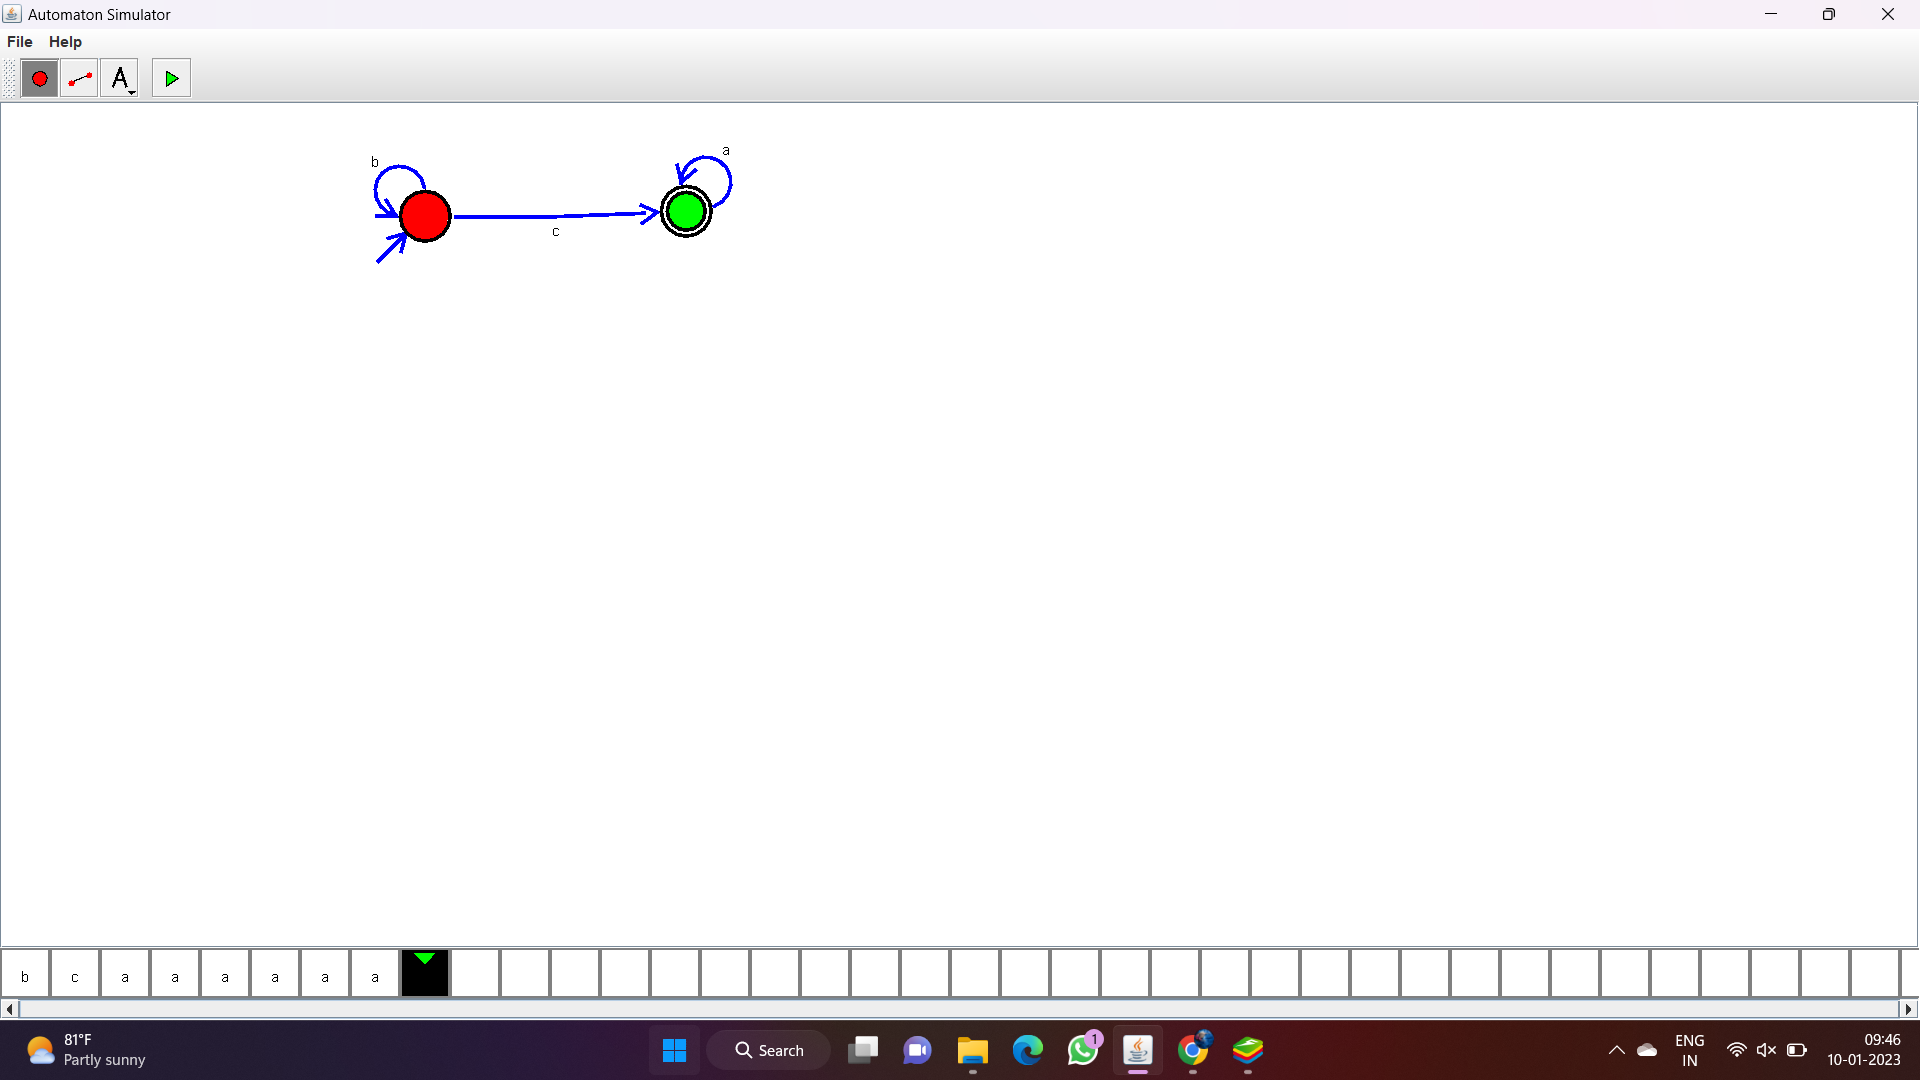 Automaton Simulator
File Help
A
b
a
c
b c a a a a a a
81°F
Partly sunny
Search
1
ENG
IN
09:46
10-01-2023